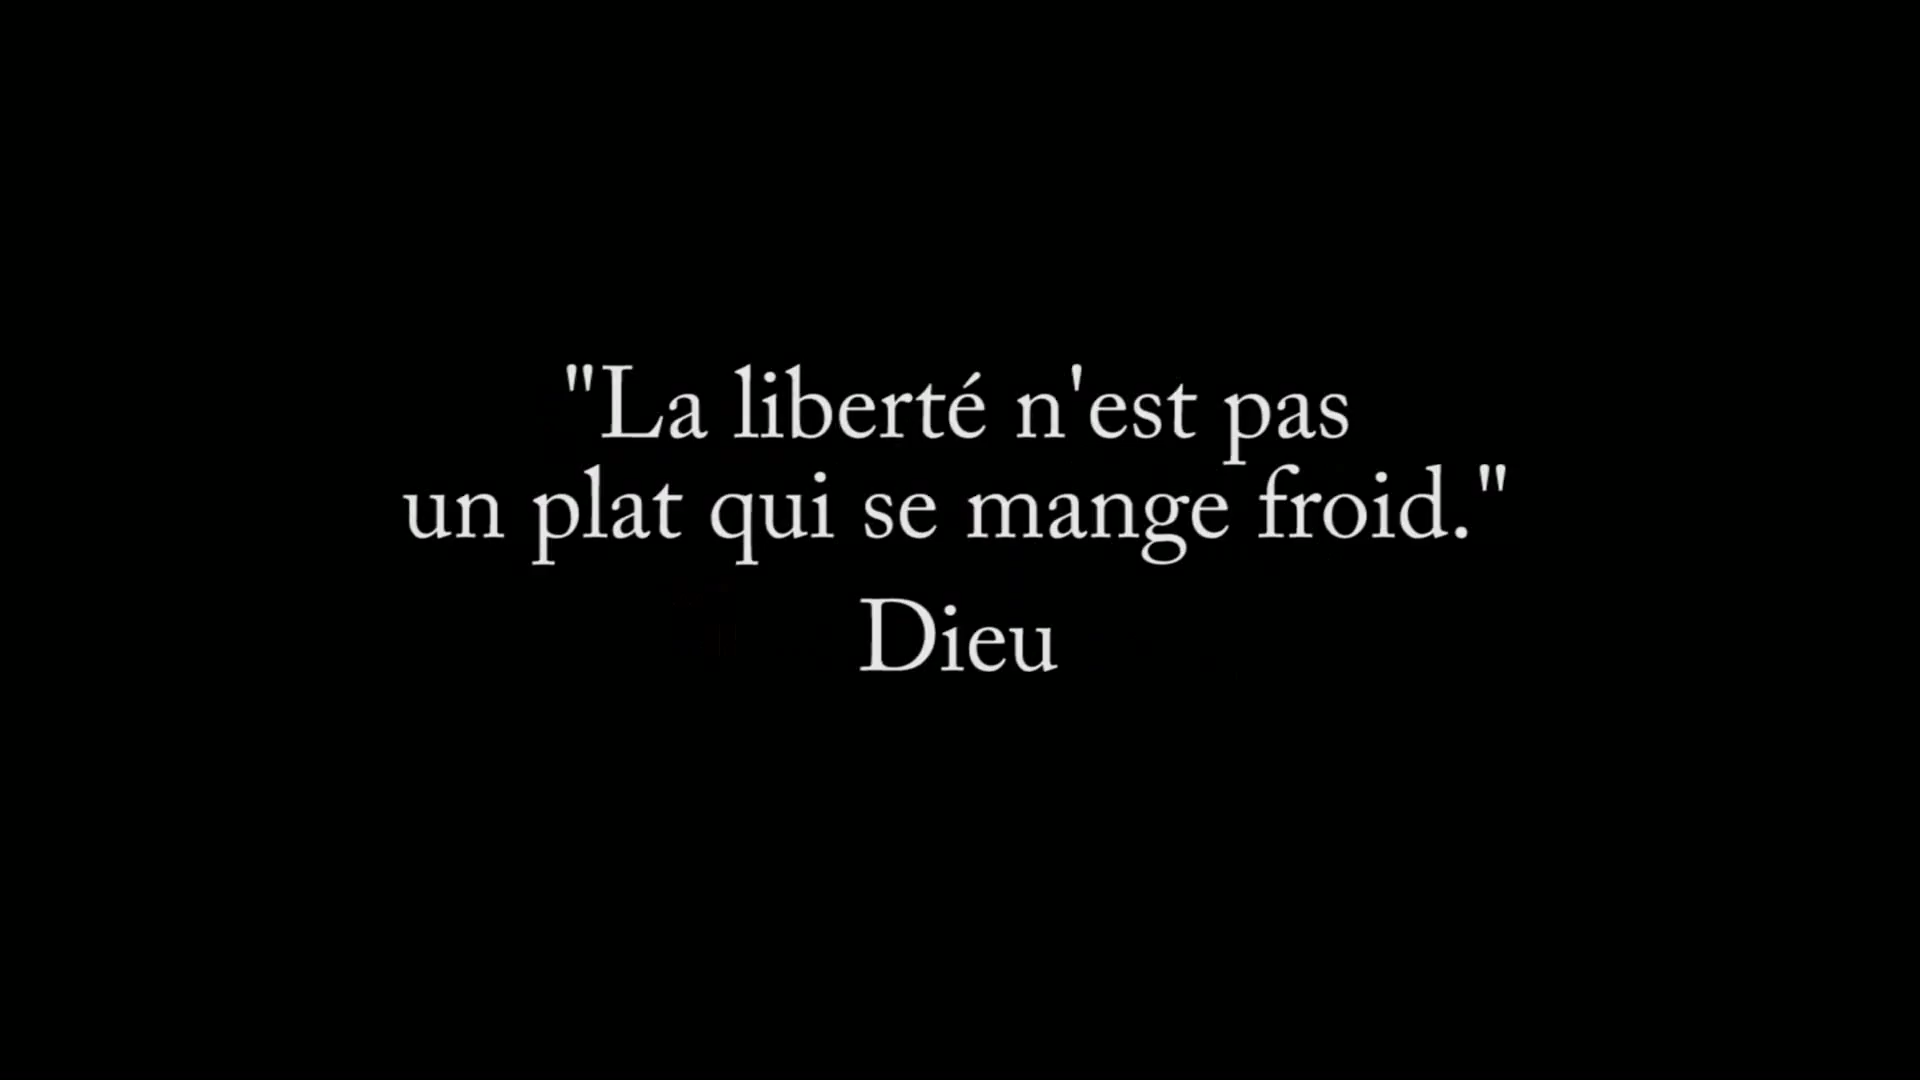 "La liberté n'est pas
un plat qui se mange froid."
Dieu